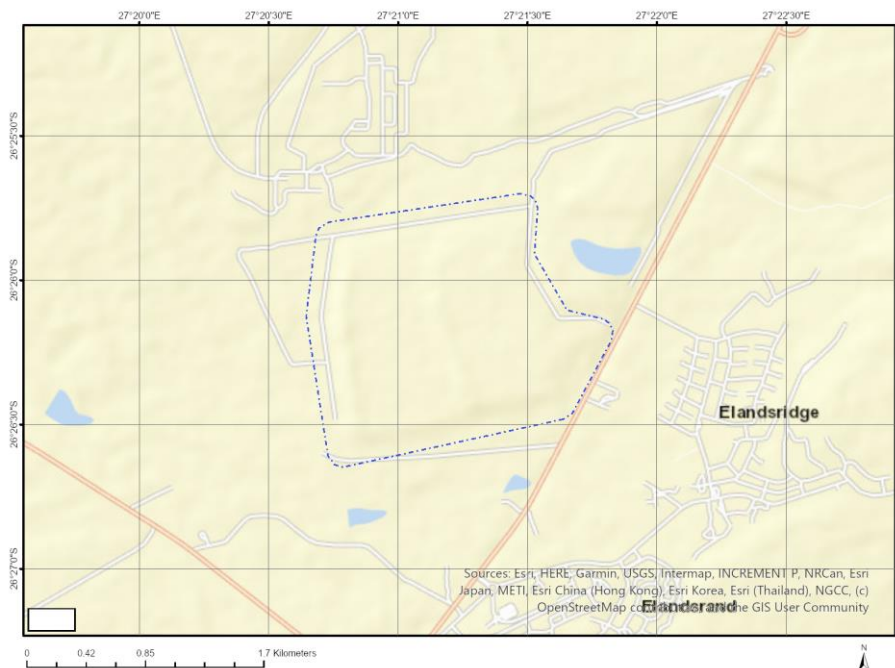 27°20'0"E 27°20'30"E 27°21'0"E 27°21'30"E 27°22'0"E 27°22'30"E
26°25'30"S
26°26'0"S
26°26'30"S
26°27'0"S
Elandsridge
Sources: Esri, HERE, Garmin, USGS, Intermap, INCREMENT P, NRCan, Esri
Japan, METI, Esri China (Hong Kong), Esri Korea, Esri (Thailand), NGCC, (c)
OpenStreetMap the GIS User Community
Elandsrand
0 0.42 0.85 1.7 Kilometers
N